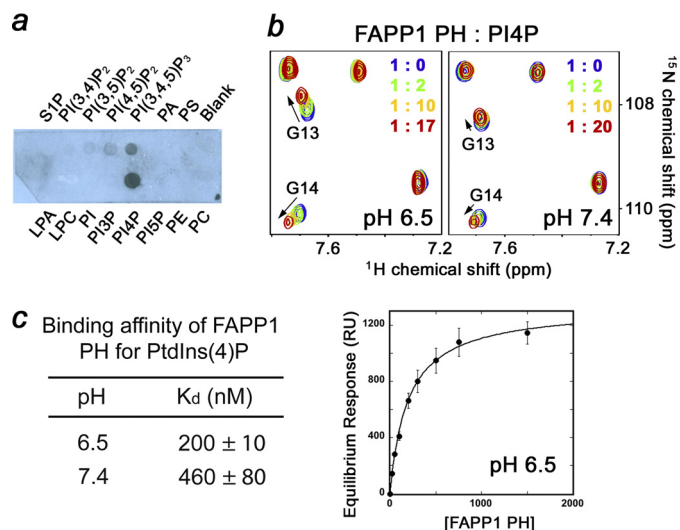 a
S1P
PI(3,4)P2
PI(3,5)P2
PI(4,5)P2
PI(3,4,5)P3
PA
PS
Blank
LPA
LPC
PI
PI3P
PI4P
PI5P
PE
PC
b
FAPP1 PH : PI4P
1 : 0
1 : 2
1 : 10
1 : 17
G13
G14
pH 6.5
1 : 0
1 : 2
1 : 10
1 : 20
G13
G14
pH 7.4
108
110
15N chemical shift (ppm)
7.6
7.2
7.6
7.2
1H chemical shift (ppm)
c
Binding affinity of FAPP1
PH for PtdIns(4)P
pH Kd (nM)
6.5 200 ± 10
7.4 460 ± 80
Equilibrium Response (RU)
1200
800
400
0
pH 6.5
0 1000 2000
[FAPP1 PH]